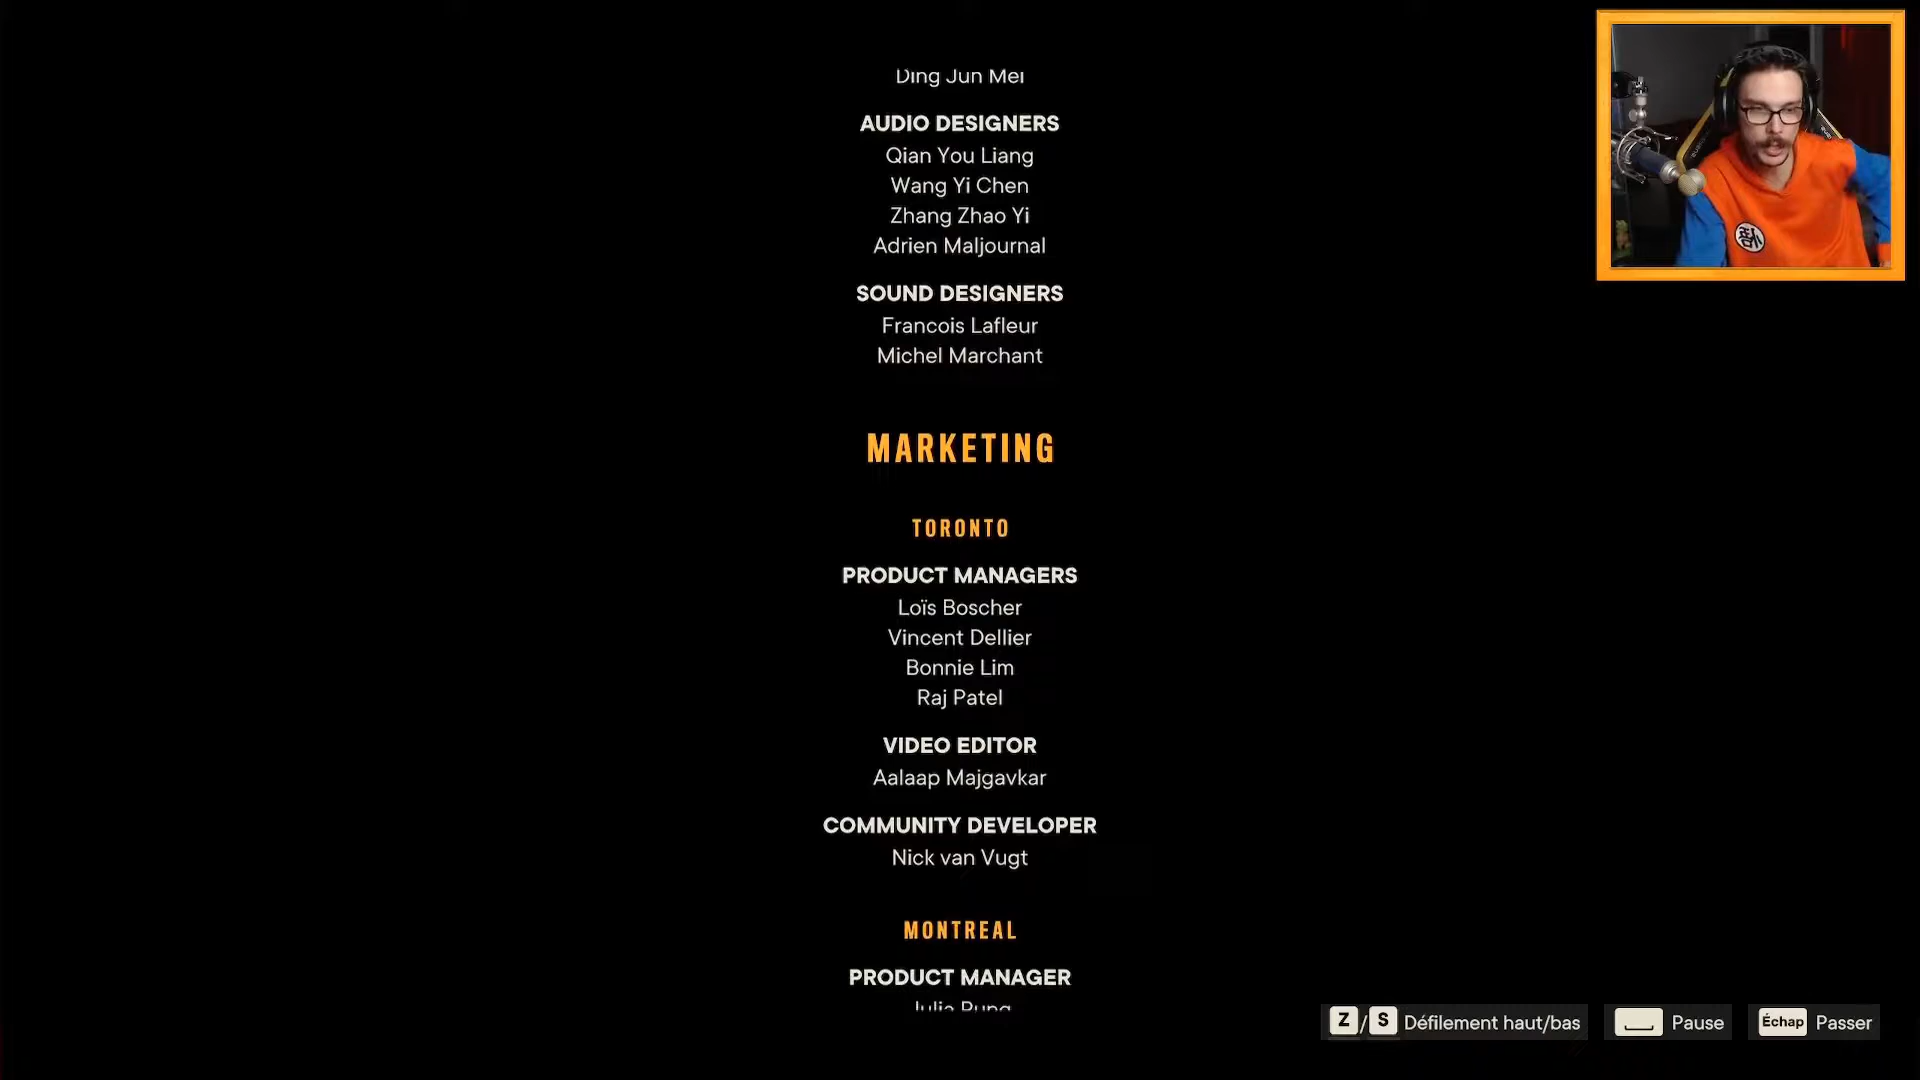 Ding Jun Mei
AUDIO DESIGNERS
Qian You Liang
Wang Yi Chen
Zhang Zhao Yi
Adrien Maljournal
SOUND DESIGNERS
Francois Lafleur
Michel Marchant
MARKETING
TORONTO
PRODUCT MANAGERS
Loïs Boscher
Vincent Dellier
Bonnie Lim
Raj Patel
VIDEO EDITOR
Aalaap Majgavkar
COMMUNITY DEVELOPER
Nick van Vugt
MONTREAL
PRODUCT MANAGER
Z/S Défilement haut/bas
Pause
Échap Passer